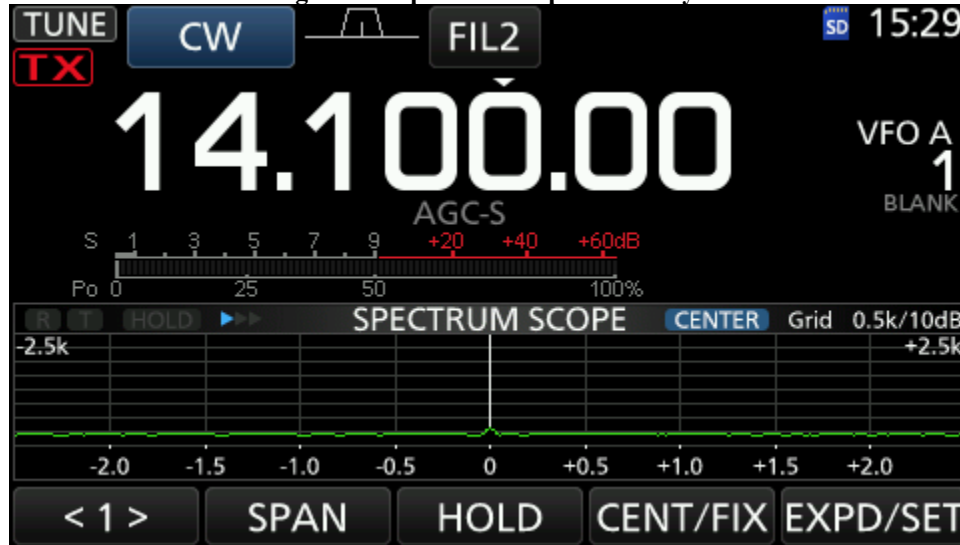 TUNE CW FIL2 SD 15:29
TX
14.100.00 VFO A
1
AGC-S BLANK
S 1 3 5 7 9 +20 +40 +60dB
Po 0 25 50 100%
R T HOLD SPECTRUM SCOPE CENTER Grid 0.5k/10dB
-2.5k +2.5k
-2.0 -1.5 -1.0 -0.5 0 +0.5 +1.0 +1.5 +2.0
< 1 > SPAN HOLD CENT/FIX EXPD/SET